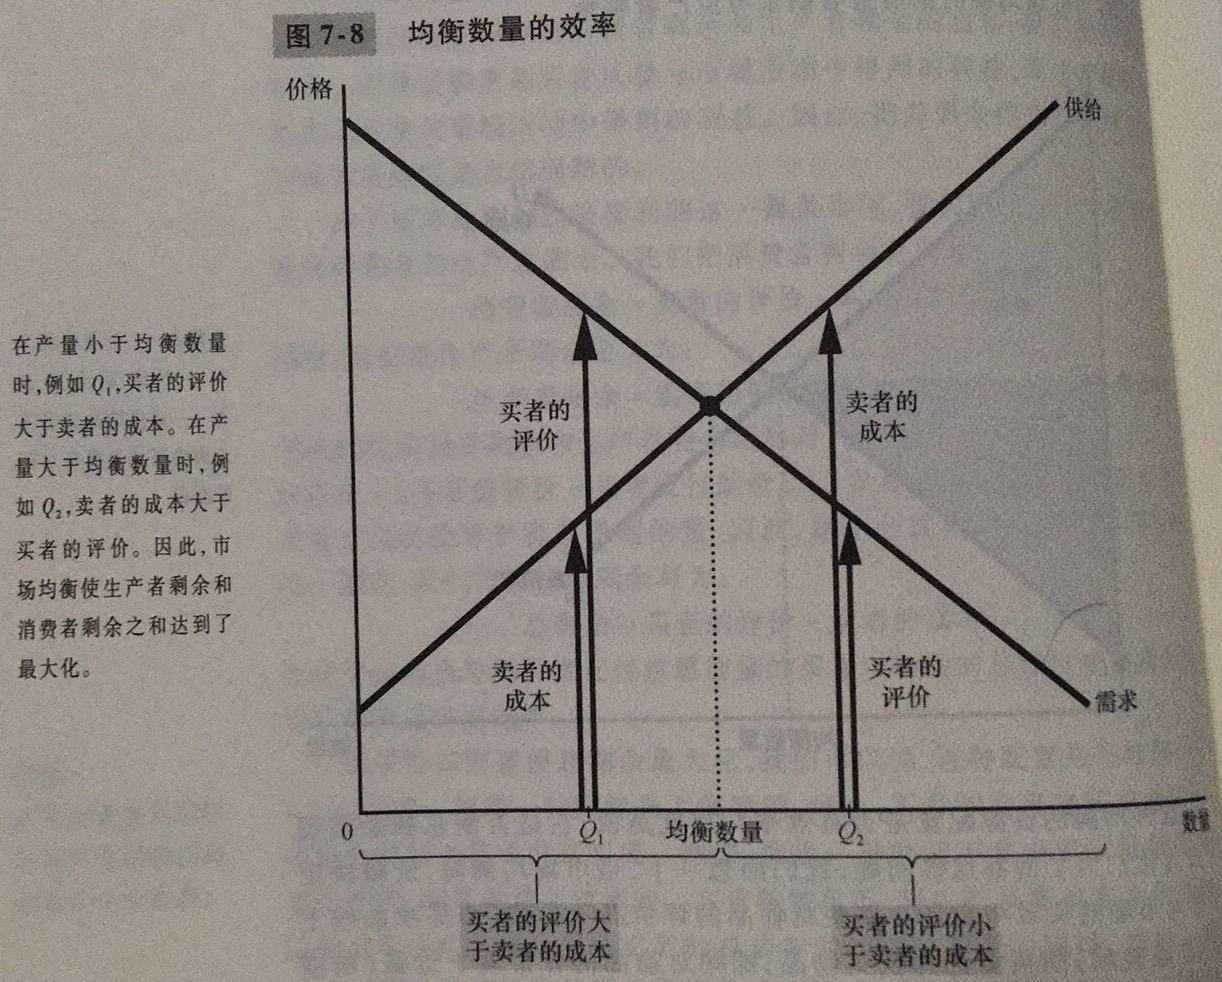 图 7-8 均衡数量的效率
价格
供给
在产量小于均衡数量
时,例如 Q₁,买者的评价
大于卖者的成本。在产
量大于均衡数量时,例
如 Q₂,卖者的成本大于
买者的评价。因此,市
场均衡使生产者剩余和
消费者剩余之和达到了
最大化。
买者的
评价
卖者的
成本
卖者的
成本
买者的
评价
需求
0
Q₁
均衡数量
Q₂
数量
买者的评价大
于卖者的成本
买者的评价小
于卖者的成本